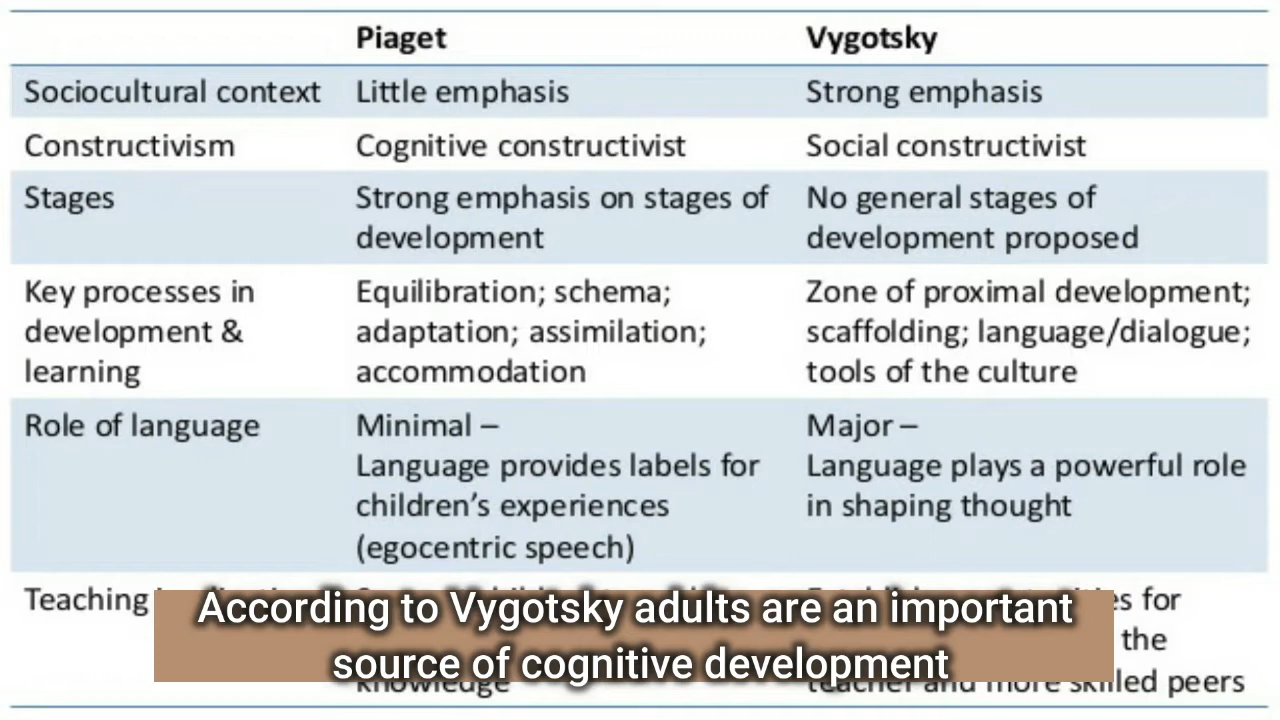 Piaget Vygotsky
Sociocultural context Little emphasis Strong emphasis
Constructivism Cognitive constructivist Social constructivist
Stages Strong emphasis on stages of No general stages of
development development proposed
Key processes in Equilibration; schema; Zone of proximal development;
development & adaptation; assimilation; scaffolding; language/dialogue;
learning accommodation tools of the culture
Role of language Minimal – Major –
Language provides labels for Language plays a powerful role
children's experiences in shaping thought
(egocentric speech)
Teaching for
the
knowledge teacher and more skilled peers
According to Vygotsky adults are an important
source of cognitive development